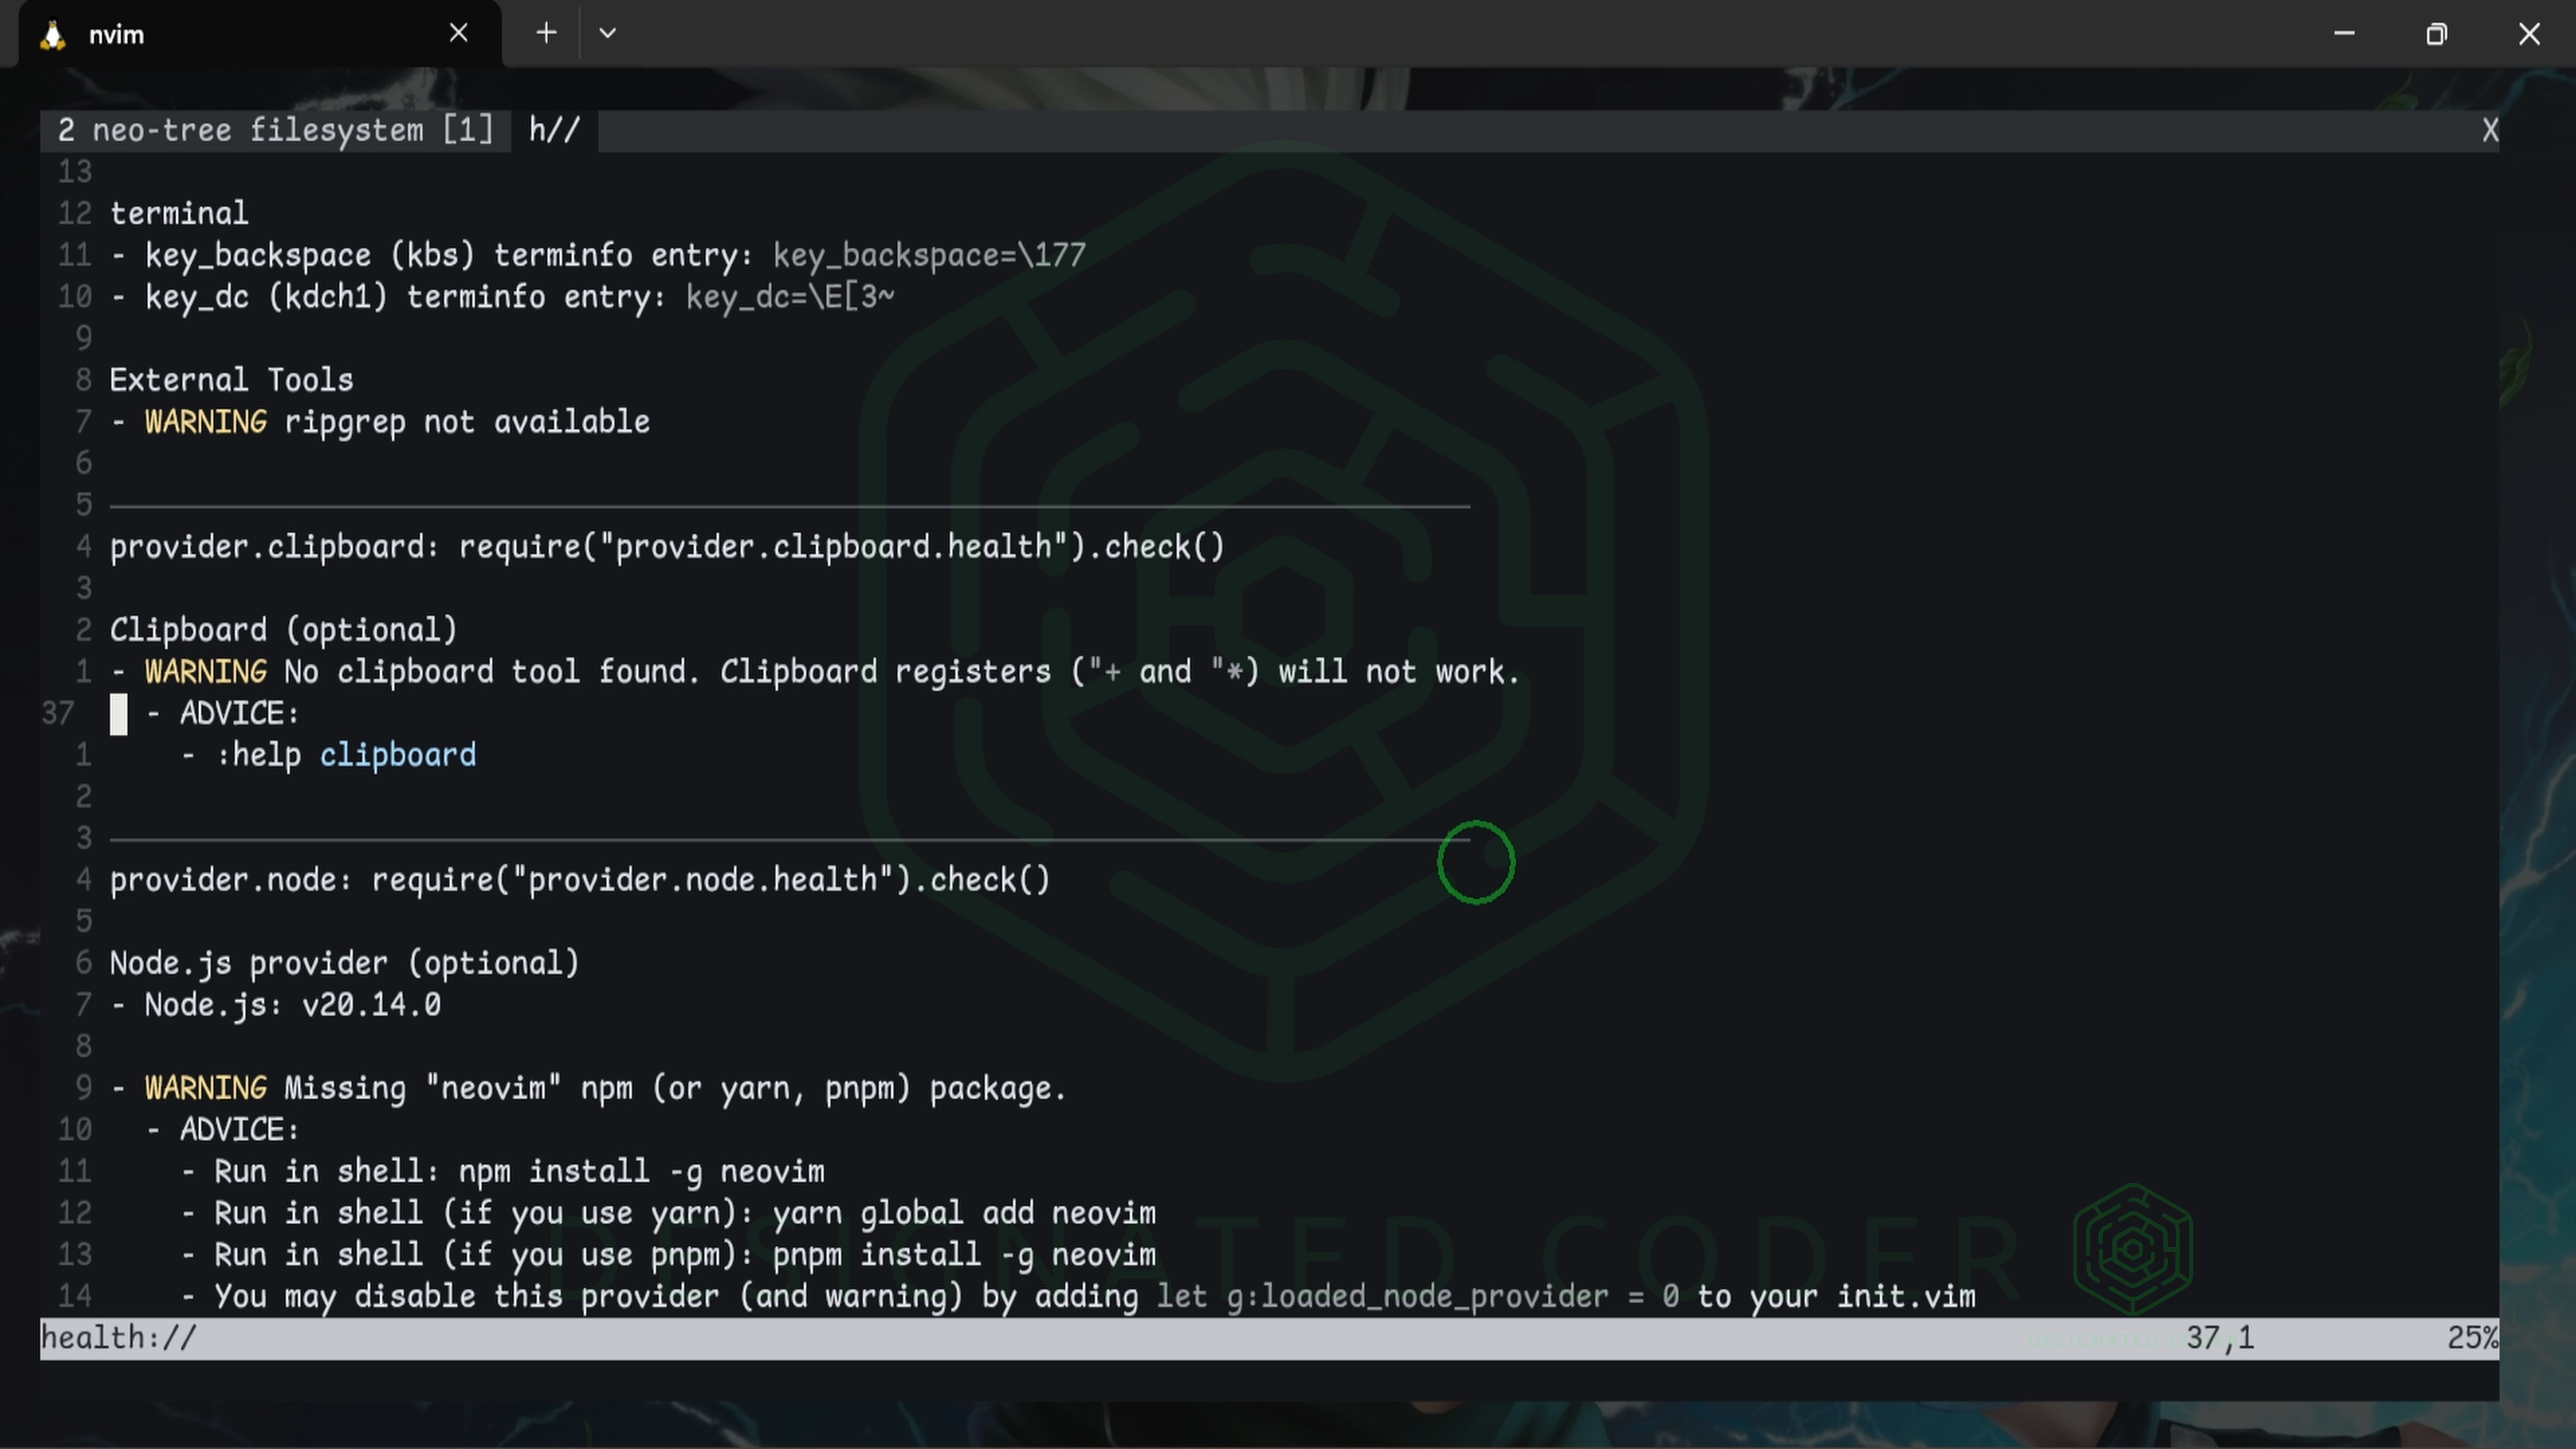 nvim
2 neo-tree filesystem [1] h// X
13
12 terminal
11 - key_backspace (kbs) terminfo entry: key_backspace=\177
10 - key_dc (kdch1) terminfo entry: key_dc=\E[3~
9
8 External Tools
7 - WARNING ripgrep not available
6
5
4 provider.clipboard: require("provider.clipboard.health").check()
3
2 Clipboard (optional)
1 - WARNING No clipboard tool found. Clipboard registers ("+ and "*) will not work.
37 - ADVICE:
1 - :help clipboard
2
3
4 provider.node: require("provider.node.health").check()
5
6 Node.js provider (optional)
7 - Node.js: v20.14.0
8
9 - WARNING Missing "neovim" npm (or yarn, pnpm) package.
10 - ADVICE:
11 - Run in shell: npm install -g neovim
12 - Run in shell (if you use yarn): yarn global add neovim
13 - Run in shell (if you use pnpm): pnpm install -g neovim
14 - You may disable this provider (and warning) by adding let g:loaded_node_provider = 0 to your init.vim
DESIGNATED CODER
health:// 37,1 25%